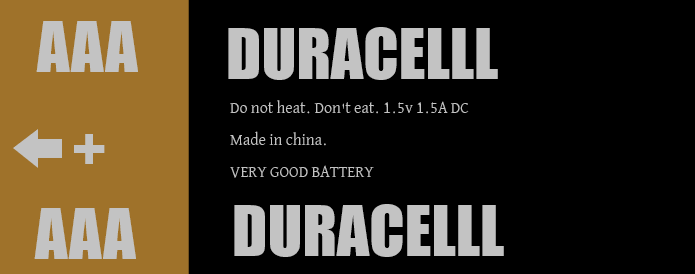 AAA
DURACELLL
Do not heat. Don't eat. 1.5v 1.5A DC
Made in china.
+
VERY GOOD BATTERY
AAA
DURACELLL